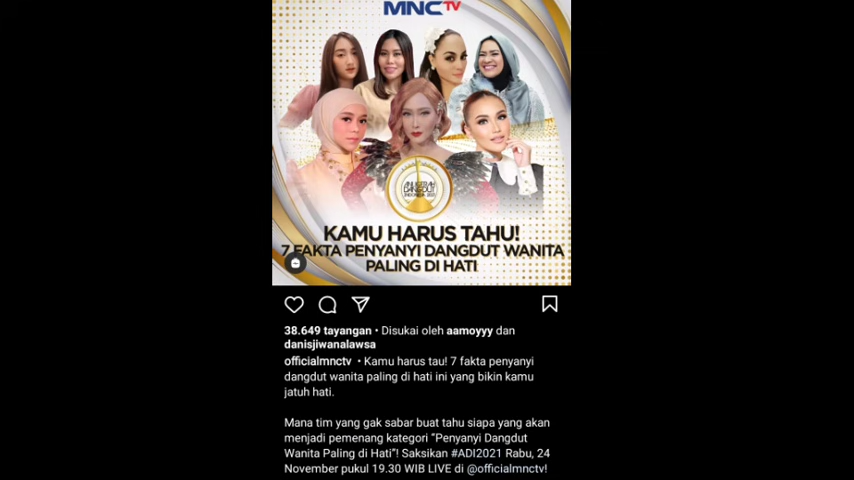 MNCTV
ANUGERAH
DANGDUT
KAMU HARUS TAHU!
7 FAKTA PENYANYI DANGDUT WANITA
PALING DI HATI
38.649 tayangan • Disukai oleh aamoyyy dan
danisjiwanalawsa
officialmnctv • Kamu harus tau! 7 fakta penyanyi
dangdut wanita paling di hati ini yang bikin kamu
jatuh hati.
Mana tim yang gak sabar buat tahu siapa yang akan
menjadi pemenang kategori “Penyanyi Dangdut
Wanita Paling di Hati”! Saksikan #ADI2021 Rabu, 24
November pukul 19.30 WIB LIVE di @officialmnctv!